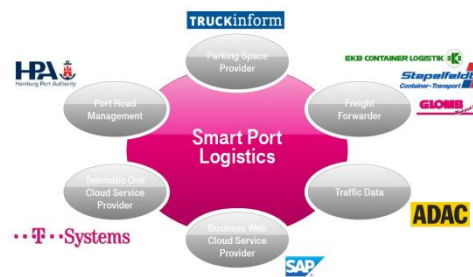 TRUCKinform
Parking Space
Provider
HPA
Hamburg Port Authority
EKB CONTAINER LOGISTIK EKB
Stapelfeldt
Container-Transport
GLOMB
Port Road
Management
Freight
Forwarder
Smart Port
Logistics
Telematic One
Cloud Service
Provider
Traffic Data
ADAC
Business Web
Cloud Service
Provider
··T··Systems
SAP